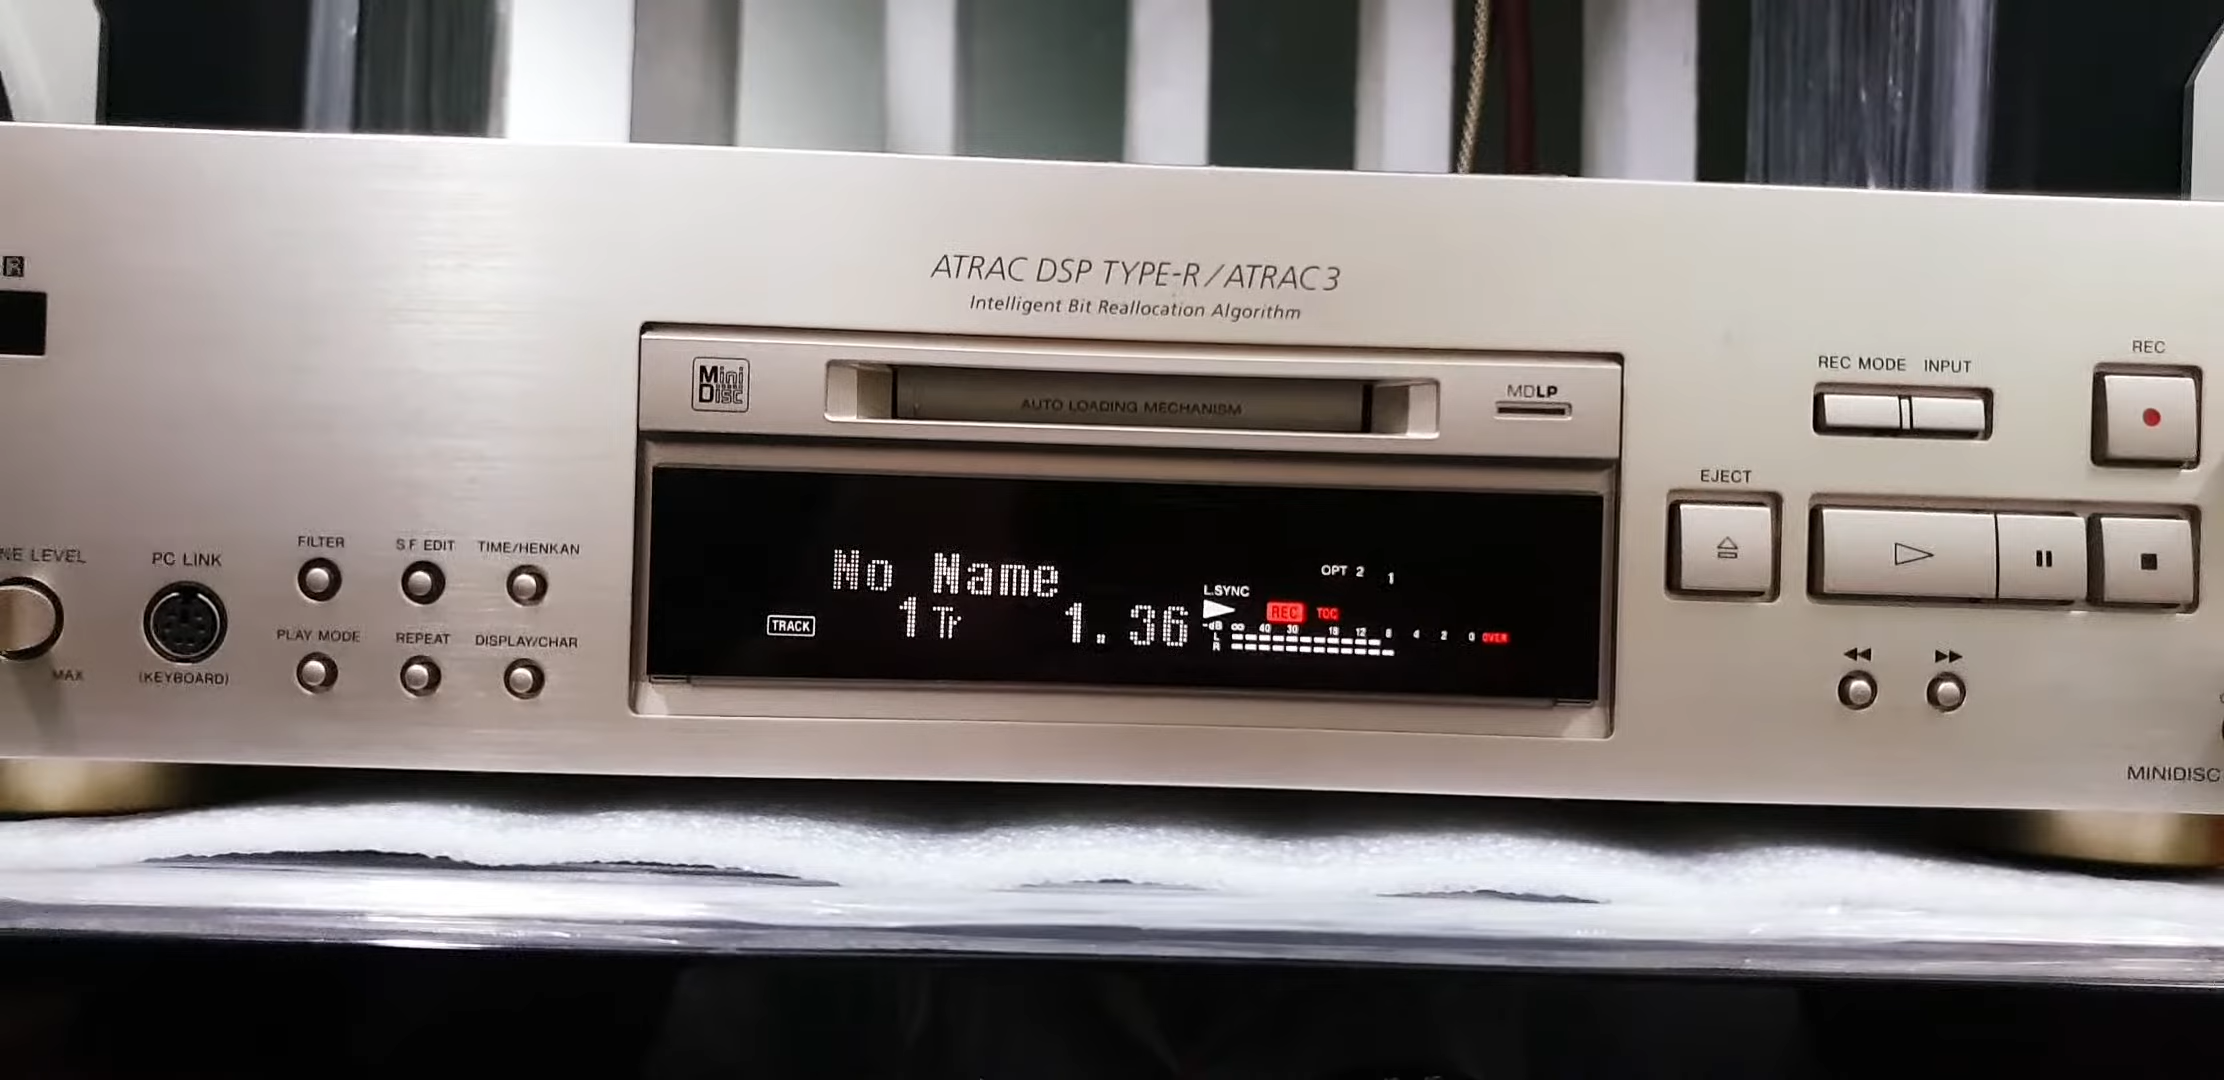 R
ATRAC DSP TYPE-R/ATRAC3
Intelligent Bit Reallocation Algorithm
Mini Disc
AUTO LOADING MECHANISM
MDLP
REC MODE INPUT
REC
EJECT
NE LEVEL
MAX
PC LINK
(KEYBOARD)
FILTER
S.F EDIT
TIME/HENKAN
PLAY MODE
REPEAT
DISPLAY/CHAR
No Name
TRACK
1 Tr 1. 36
OPT 2 1
L.SYNC
REC TOC
-dB ∞ 40 30 18 12 8 4 2 0 OVER
L
R
MINIDISC